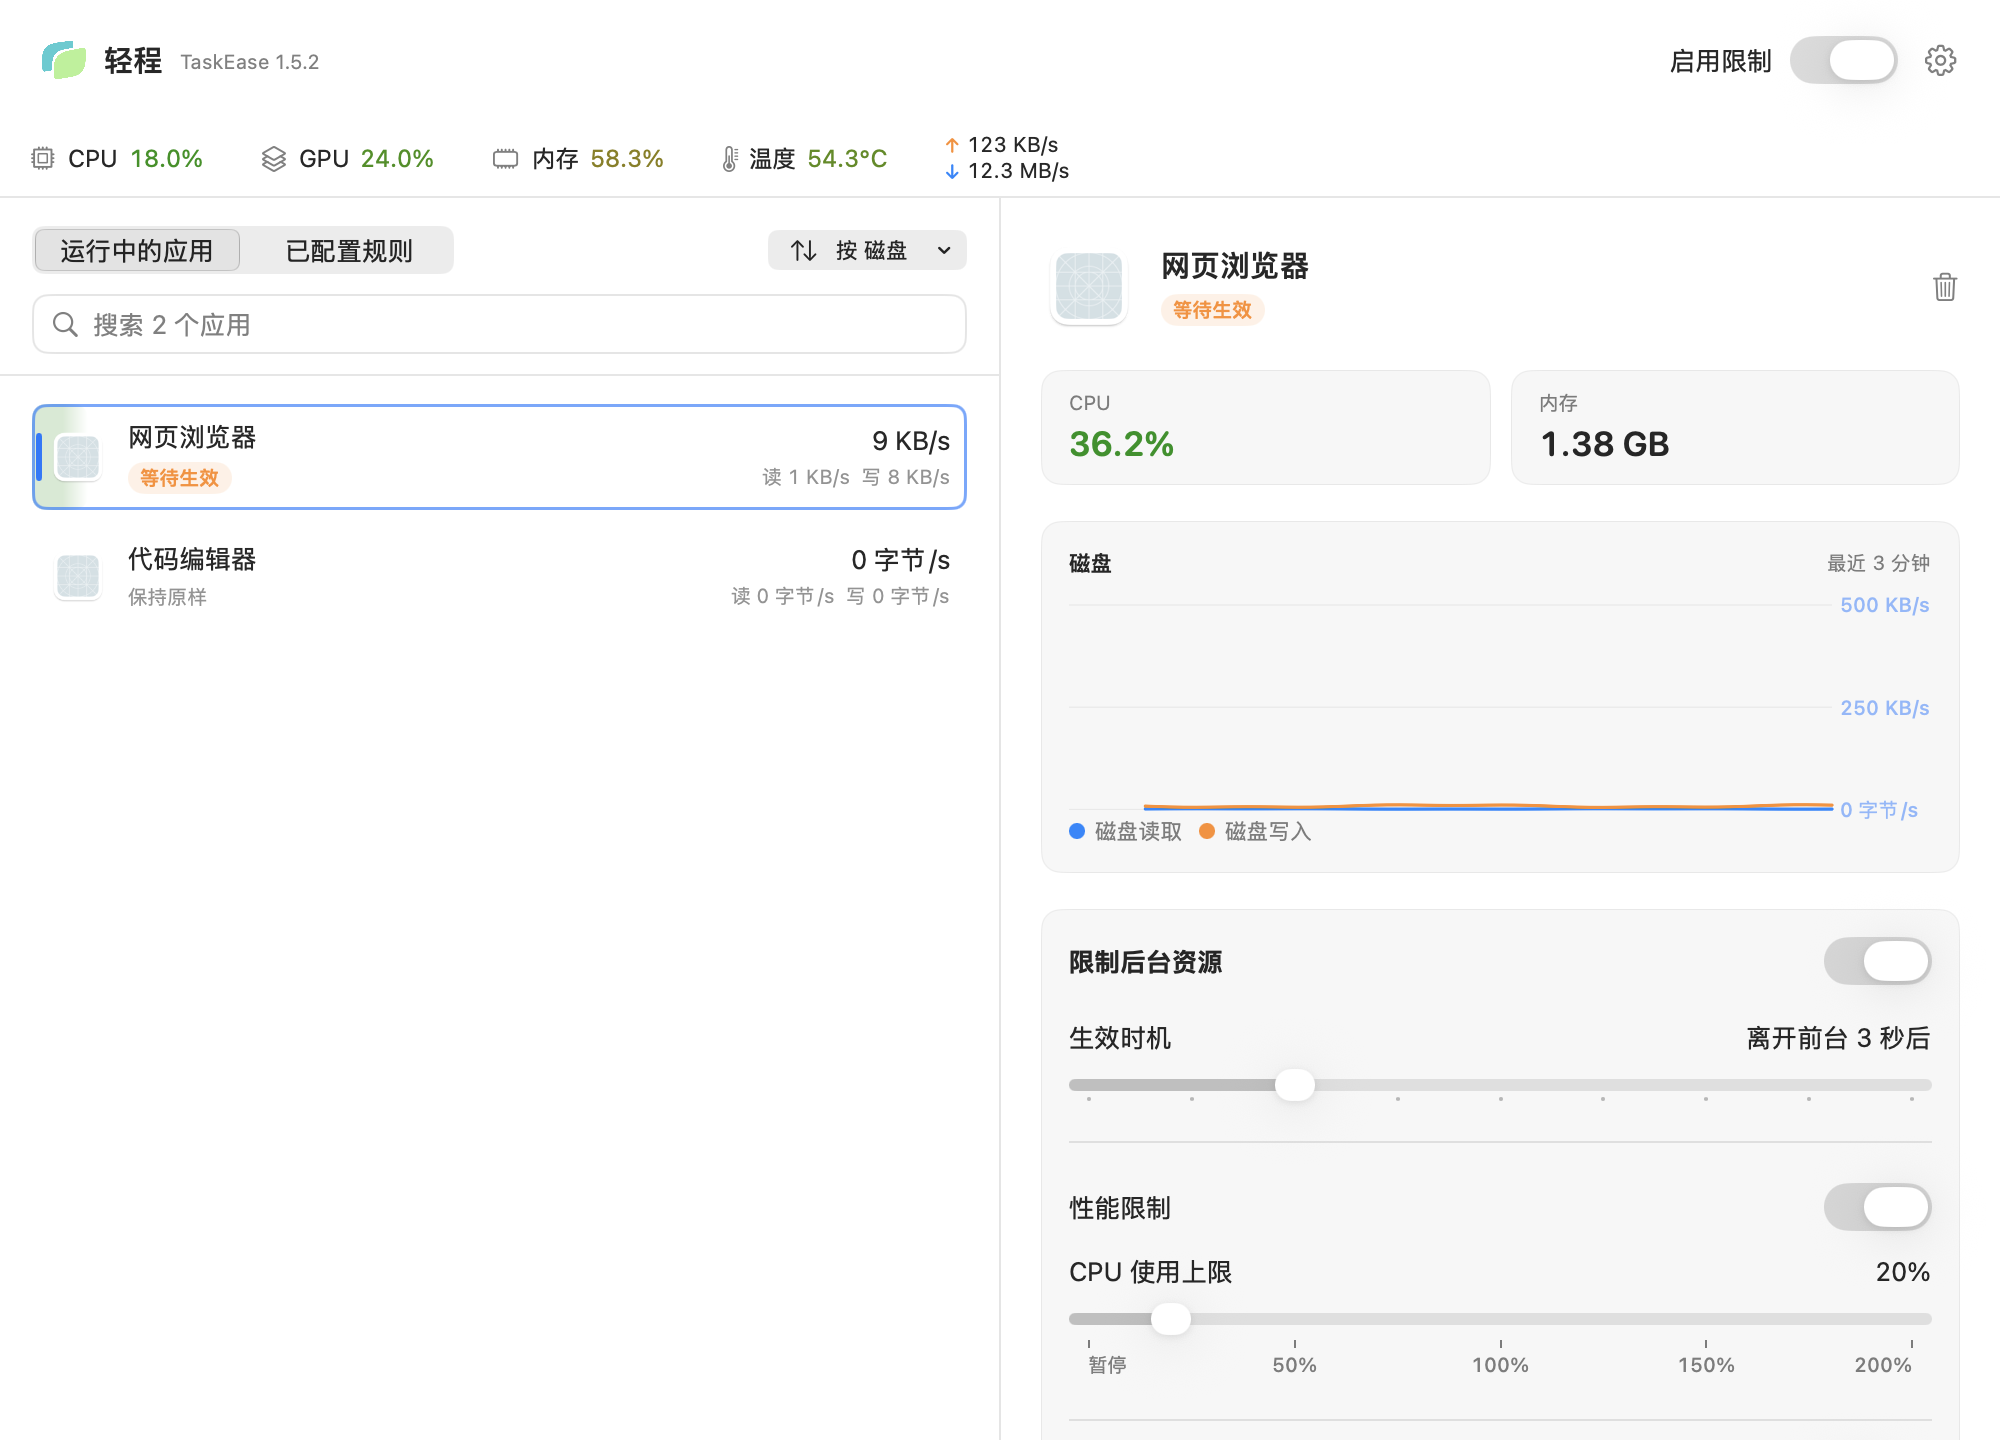 轻程 TaskEase 1.5.2
启用限制
CPU 18.0% GPU 24.0% 内存 58.3% 温度 54.3°C
↑ 123 KB/s
↓ 12.3 MB/s
运行中的应用 已配置规则 按 磁盘
搜索 2 个应用
网页浏览器 9 KB/s
等待生效 读 1 KB/s 写 8 KB/s
代码编辑器 0 字节/s
保持原样 读 0 字节/s 写 0 字节/s
网页浏览器
等待生效
CPU
36.2%
内存
1.38 GB
磁盘 最近 3 分钟
500 KB/s
250 KB/s
0 字节/s
磁盘读取 磁盘写入
限制后台资源
生效时机 离开前台 3 秒后
性能限制
CPU 使用上限 20%
暂停 50% 100% 150% 200%